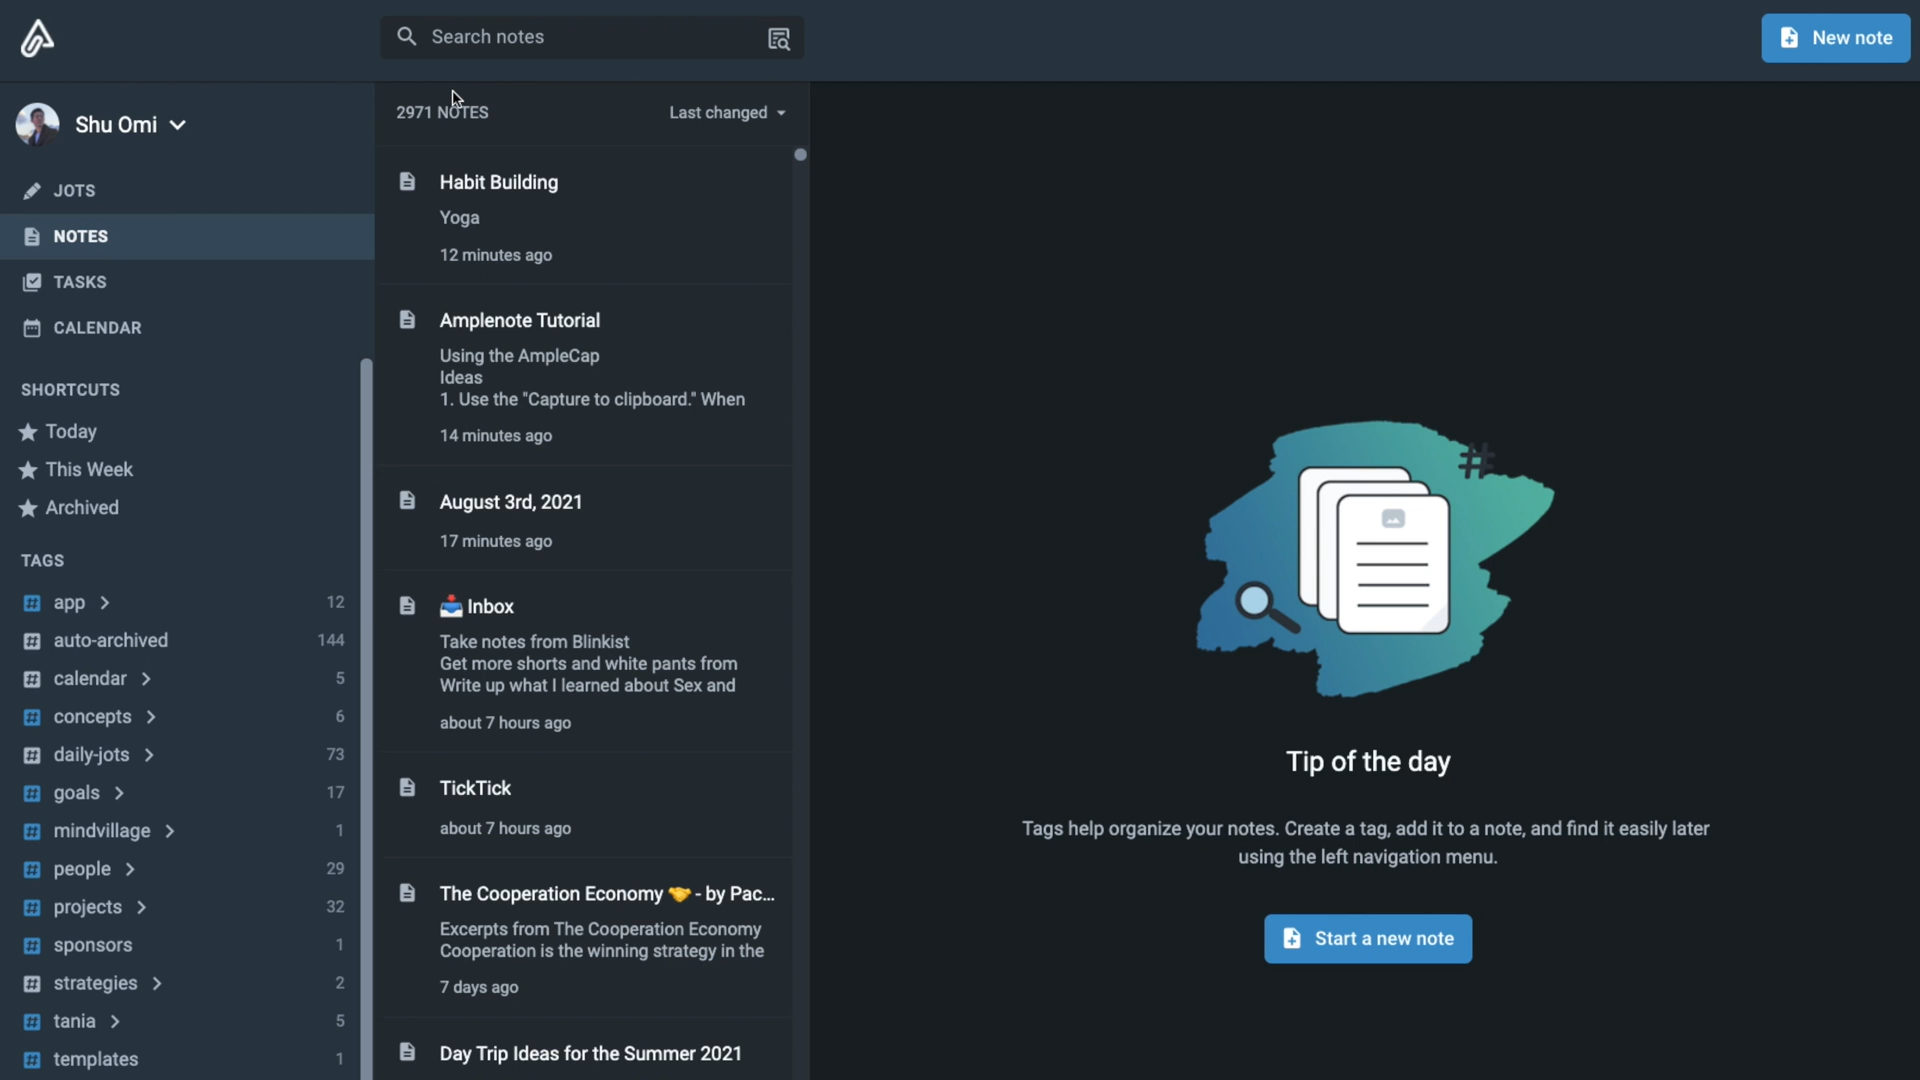 Search notes
New note
Shu Omi
JOTS
NOTES
TASKS
CALENDAR
SHORTCUTS
Today
This Week
Archived
TAGS
app 12
auto-archived 144
calendar 5
concepts 6
daily-jots 73
goals 17
mindvillage 1
people 29
projects 32
sponsors 1
strategies 2
tania 5
templates 1
2971 NOTES Last changed
Habit Building
Yoga
12 minutes ago
Amplenote Tutorial
Using the AmpleCap
Ideas
1. Use the "Capture to clipboard." When
14 minutes ago
August 3rd, 2021
17 minutes ago
📥 Inbox
Take notes from Blinkist
Get more shorts and white pants from
Write up what I learned about Sex and
about 7 hours ago
TickTick
about 7 hours ago
The Cooperation Economy 🤝 - by Pac...
Excerpts from The Cooperation Economy
Cooperation is the winning strategy in the
7 days ago
Day Trip Ideas for the Summer 2021
#
Tip of the day
Tags help organize your notes. Create a tag, add it to a note, and find it easily later
using the left navigation menu.
Start a new note